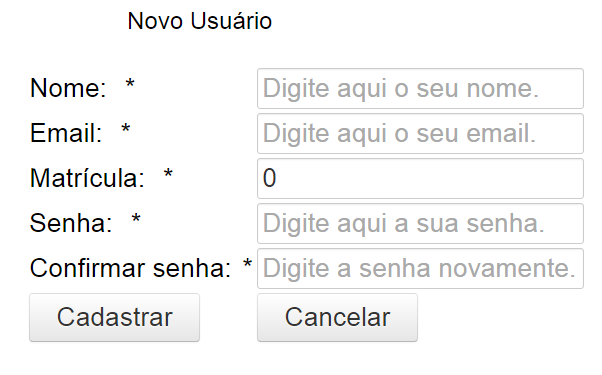 Novo Usuário
Nome: * Digite aqui o seu nome.
Email: * Digite aqui o seu email.
Matrícula: * 0
Senha: * Digite aqui a sua senha.
Confirmar senha: * Digite a senha novamente.
Cadastrar Cancelar